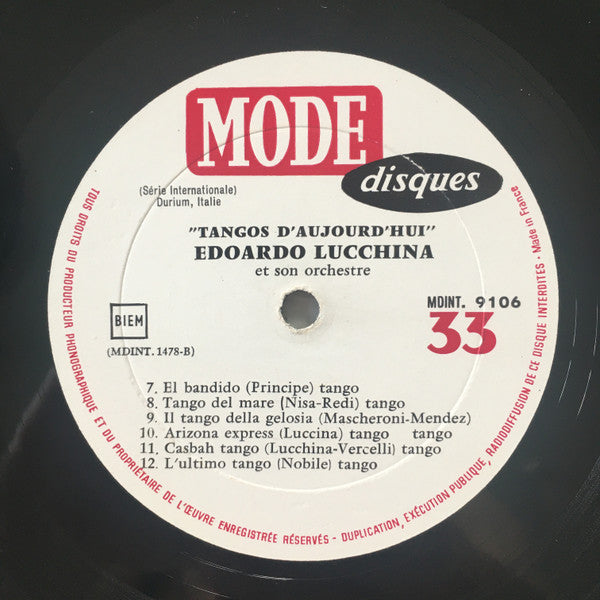 MODE
disques
(Série Internationale)
Durium, Italie
"TANGOS D'AUJOURD'HUI"
EDOARDO LUCCHINA
et son orchestre
MDINT. 9106
33
BIEM
(MDINT. 1478-B)
7. El bandido (Principe) tango
8. Tango del mare (Nisa-Redi) tango
9. Il tango della gelosia (Mascheroni-Mendez)
10. Arizona express (Luccina) tango tango
11. Casbah tango (Lucchina-Vercelli) tango
12. L'ultimo tango (Nobile) tango
TOUS DROITS DU PRODUCTEUR PHONOGRAPHIQUE ET DU PROPRIÉTAIRE DE L'ŒUVRE ENREGISTRÉE RÉSERVÉS - DUPLICATION, EXÉCUTION PUBLIQUE, RADIODIFFUSION DE CE DISQUE INTERDITES - Made in France